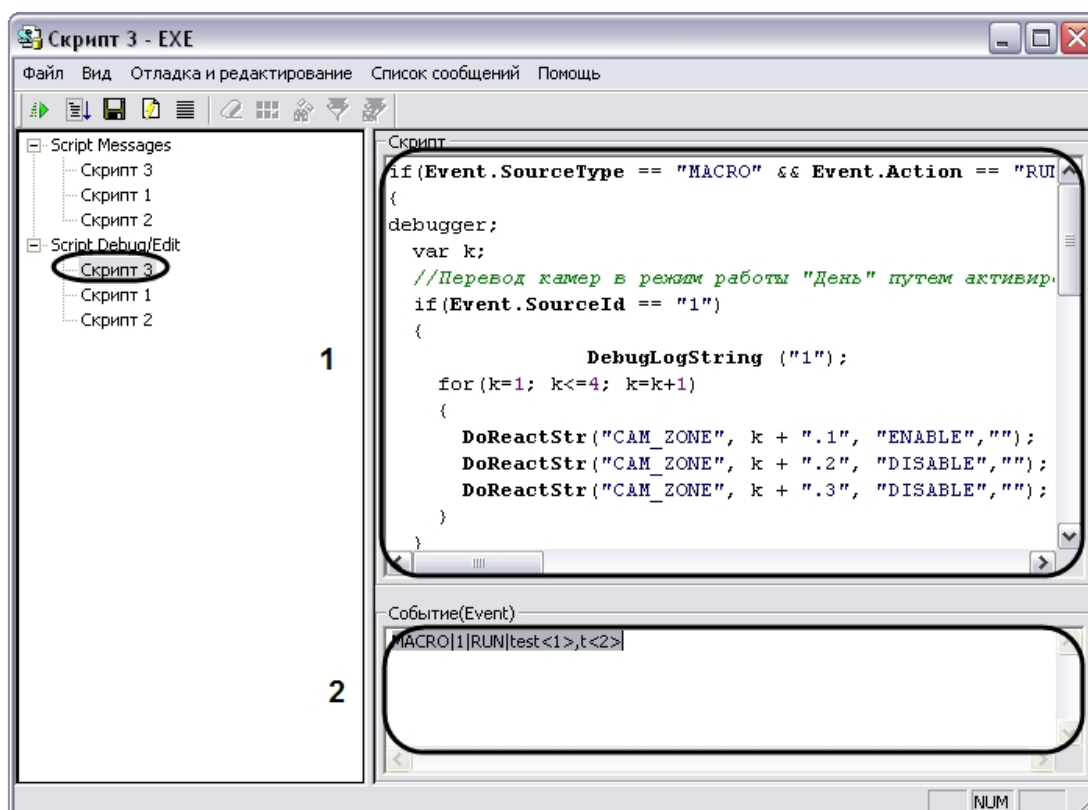 Скрипт 3 - EXE
Файл Вид Отладка и редактирование Список сообщений Помощь
Script Messages
Скрипт 3
Скрипт 1
Скрипт 2
Script Debug/Edit
Скрипт 3
Скрипт 1
Скрипт 2
1
Скрипт
if(Event.SourceType == "MACRO" && Event.Action == "RUN
{
debugger;
var k;
//Перевод камер в режим работы "День" путем активир
if(Event.SourceId == "1")
{
DebugLogString ("1");
for(k=1; k<=4; k=k+1)
{
DoReactStr("CAM_ZONE", k + ".1", "ENABLE","");
DoReactStr("CAM_ZONE", k + ".2", "DISABLE","");
DoReactStr("CAM_ZONE", k + ".3", "DISABLE","");
}
}
2
Событие(Event)
MACRO|1|RUN|test<1>,t<2>
NUM